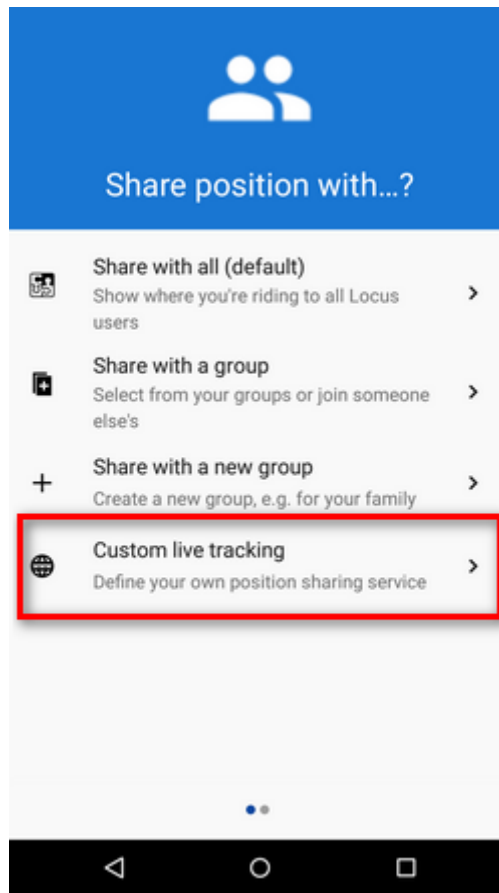 Share position with...?
Share with all (default)
Show where you're riding to all Locus
users
Share with a group
Select from your groups or join someone
else's
Share with a new group
Create a new group, e.g. for your family
Custom live tracking
Define your own position sharing service